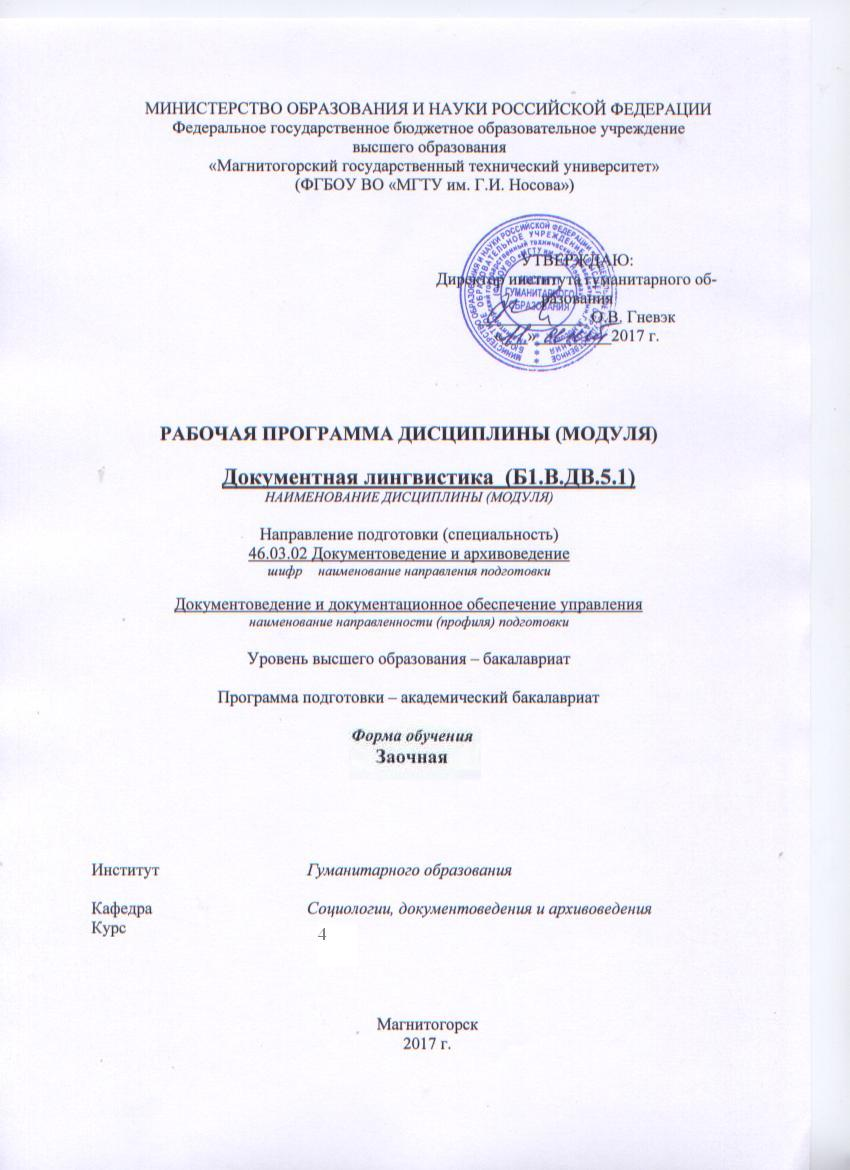 МИНИСТЕРСТВО ОБРАЗОВАНИЯ И НАУКИ РОССИЙСКОЙ ФЕДЕРАЦИИ
Федеральное государственное бюджетное образовательное учреждение
высшего образования
«Магнитогорский государственный технический университет»
(ФГБОУ ВО «МГТУ им. Г.И. Носова»)
УТВЕРЖДАЮ:
Директор института гуманитарного об-
разования
О.В. Гневэк
2017 г.
ГУМАНИТАРНОГО
ОБРАЗОВАНИЯ
РАБОЧАЯ ПРОГРАММА ДИСЦИПЛИНЫ (МОДУЛЯ)
Документная лингвистика (Б1.В.ДВ.5.1)
НАИМЕНОВАНИЕ ДИСЦИПЛИНЫ (МОДУЛЯ)
Направление подготовки (специальность)
46.03.02 Документоведение и архивоведение
шифр наименование направления подготовки
Документоведение и документационное обеспечение управления
наименование направленности (профиля) подготовки
Уровень высшего образования – бакалавриат
Программа подготовки – академический бакалавриат
Форма обучения
Заочная
Институт Гуманитарного образования
Кафедра Социологии, документоведения и архивоведения
Курс 4
Магнитогорск
2017 г.